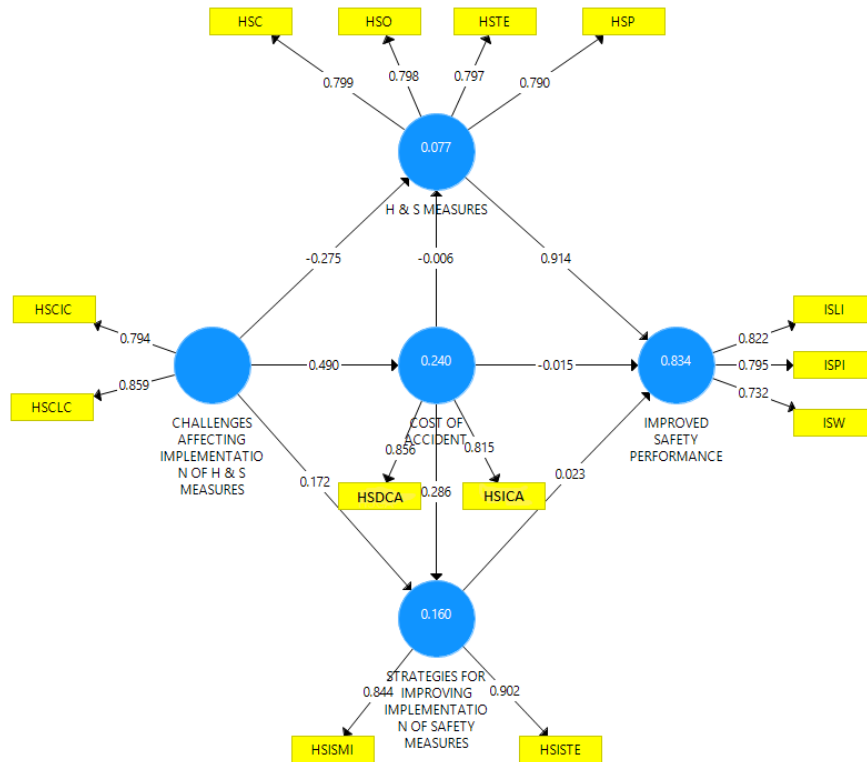 HSC
HSO
HSTE
HSP
0.799
0.798
0.797
0.790
0.077
H & S MEASURES
-0.275
-0.006
0.914
HSCIC
0.794
HSCLC
0.859
0.490
0.240
-0.015
0.834
0.822
ISLI
0.795
ISPI
0.732
ISW
CHALLENGES
AFFECTING
IMPLEMENTATIO
N OF H & S
MEASURES
COST OF
ACCIDENT
IMPROVED
SAFETY
PERFORMANCE
0.856
0.815
0.172
HSDCA
0.286
HSICA
0.023
0.160
STRATEGIES FOR
IMPROVING
IMPLEMENTATIO
N OF SAFETY
MEASURES
0.844
0.902
HSISMI
HSISTE